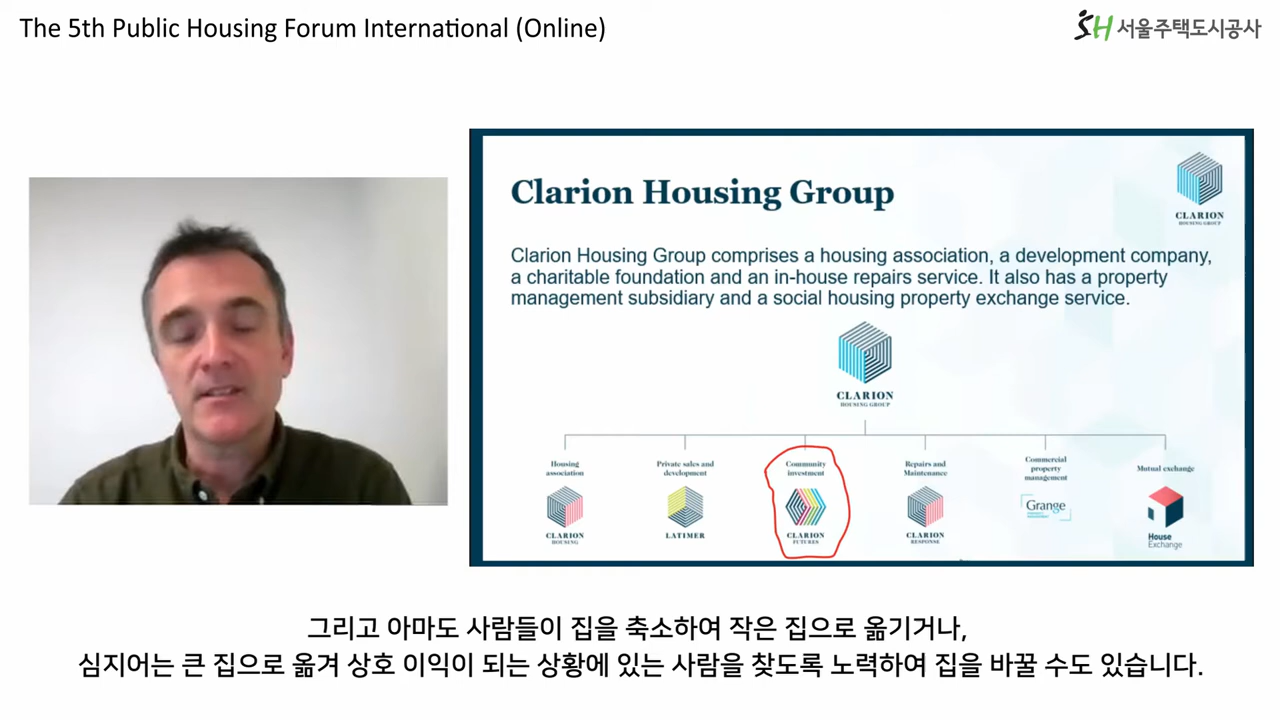 The 5th Public Housing Forum International (Online)
SH 서울주택도시공사
Clarion Housing Group
CLARION
HOUSING GROUP
Clarion Housing Group comprises a housing association, a development company,
a charitable foundation and an in-house repairs service. It also has a property
management subsidiary and a social housing property exchange service.
CLARION
HOUSING GROUP
Housing
association
CLARION
HOUSING
Private sales and
development
LATIMER
Community
investment
CLARION
FUTURES
Repairs and
Maintenance
CLARION
RESPONSE
Commercial
property
management
Grange
Mutual exchange
House
Exchange
그리고 아마도 사람들이 집을 축소하여 작은 집으로 옮기거나,
심지어는 큰 집으로 옮겨 상호 이익이 되는 상황에 있는 사람을 찾도록 노력하여 집을 바꿀 수도 있습니다.